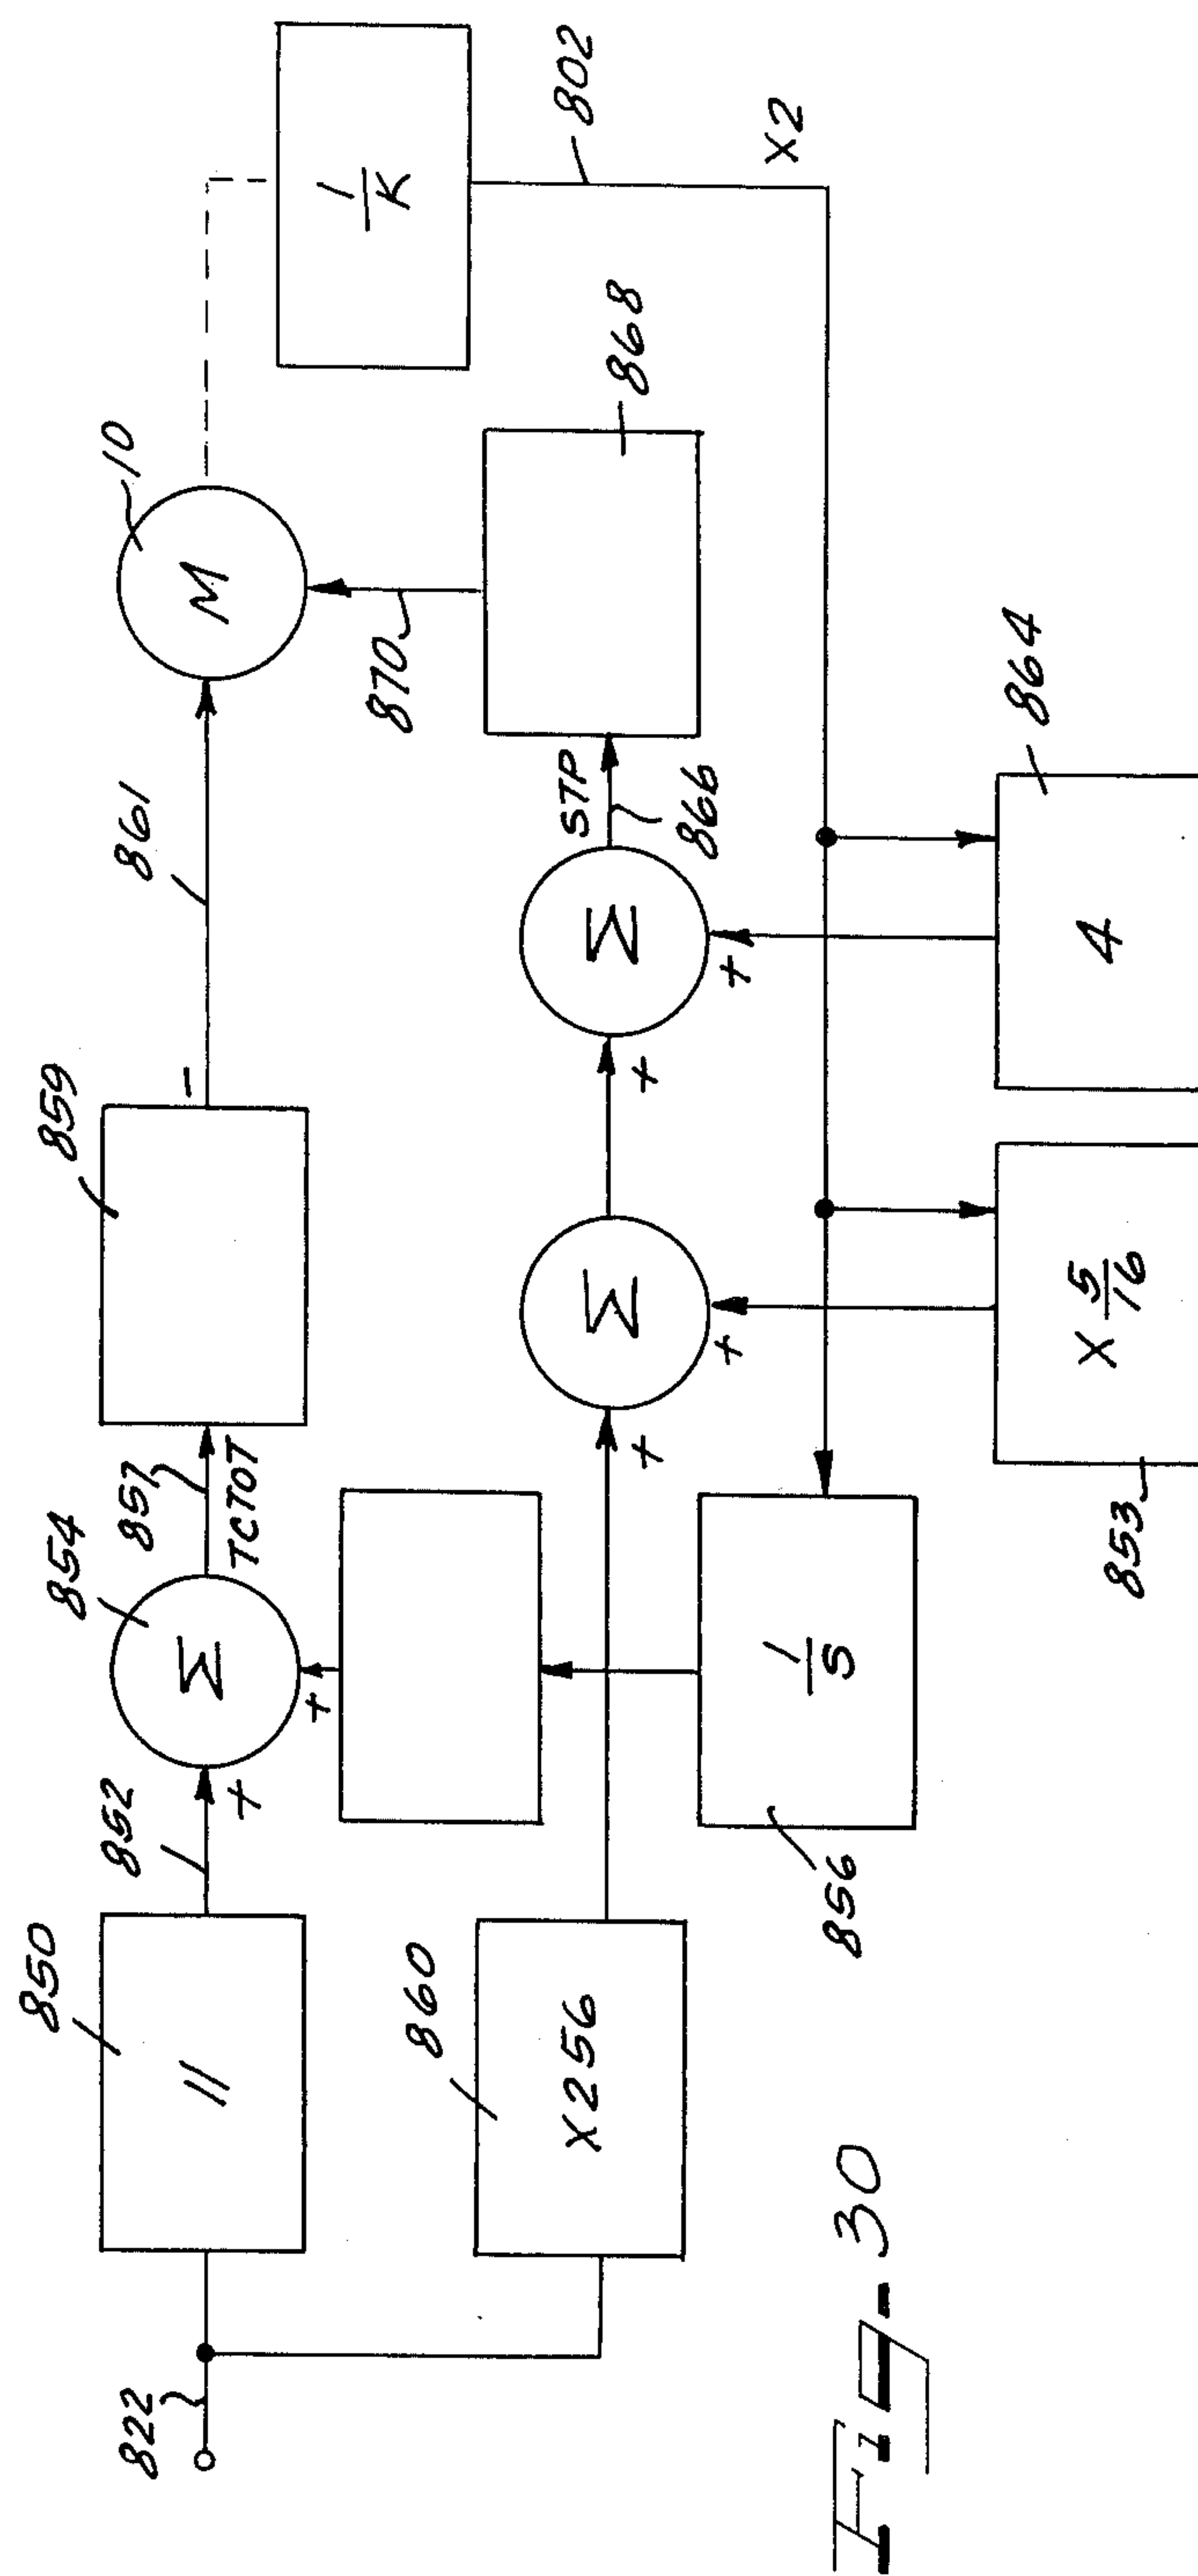 822
850
11
852
+
854
Σ
+
857
TCTOT
859
-
861
10
M
1/K
802
X2
860
X256
+
Σ
+
+
Σ
+
STP
866
868
870
856
1/S
853
X 5/16
4
864
Fig-30